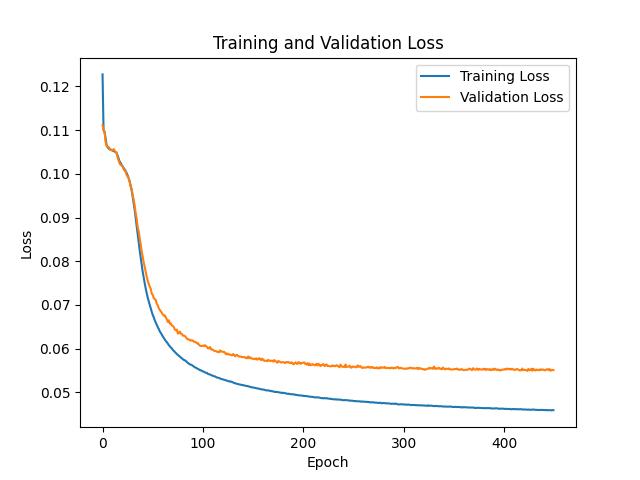 Training and Validation Loss
Training Loss
Validation Loss
Loss
0.12
0.11
0.10
0.09
0.08
0.07
0.06
0.05
0
100
200
300
400
Epoch